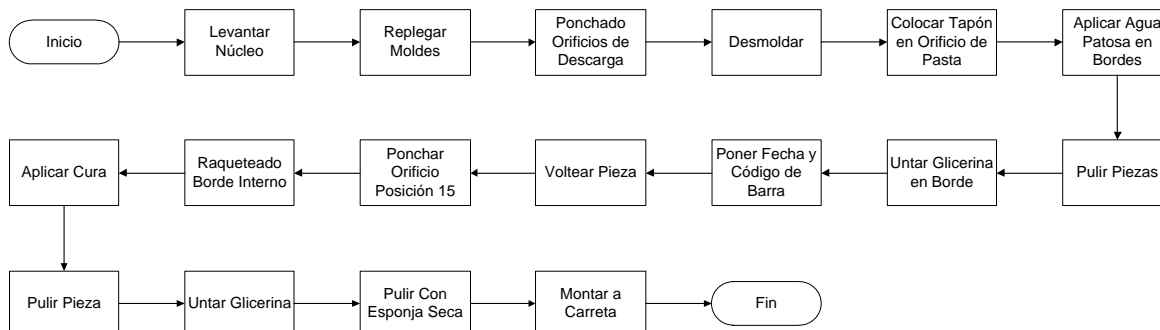 Inicio
Levantar
Núcleo
Replegar
Moldes
Ponchado
Orificios de
Descarga
Desmoldar
Colocar Tapón
en Orificio de
Pasta
Aplicar Agua
Patosa en
Bordes
Pulir Piezas
Untar Glicerina
en Borde
Poner Fecha y
Código de
Barra
Voltear Pieza
Ponchar
Orificio
Posición 15
Raqueteado
Borde Interno
Aplicar Cura
Pulir Pieza
Untar Glicerina
Pulir Con
Esponja Seca
Montar a
Carreta
Fin